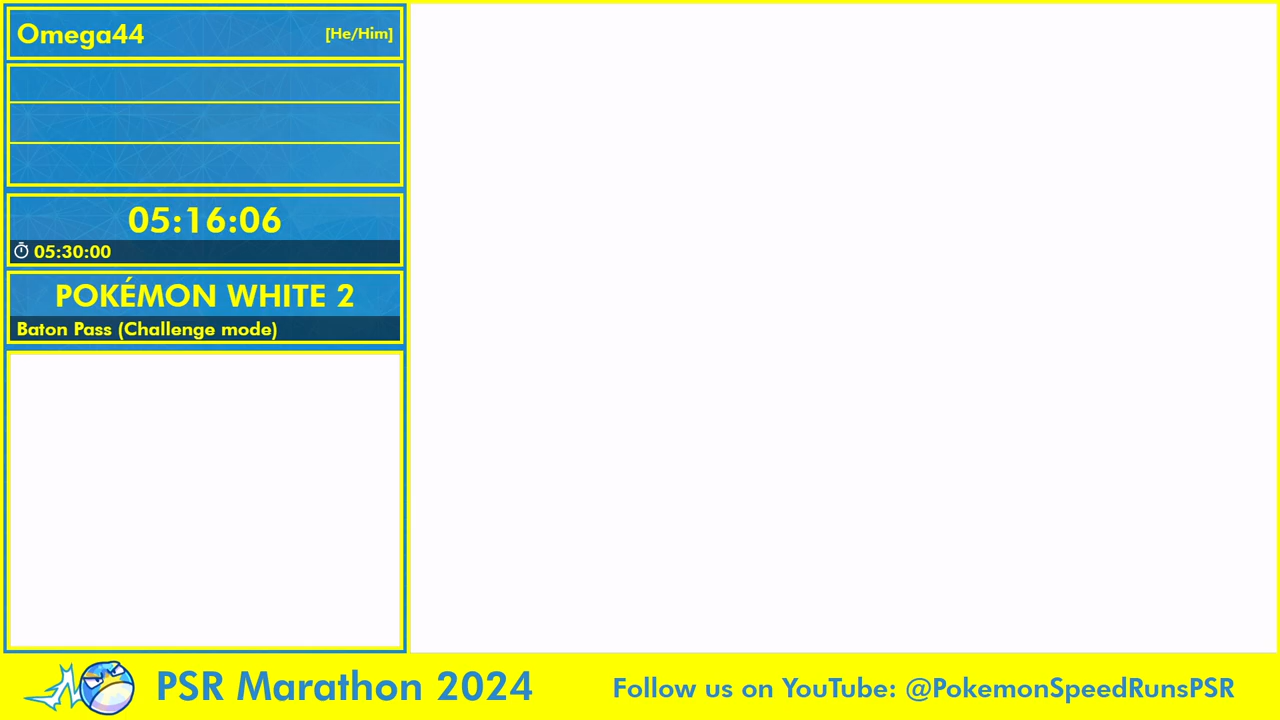 Omega44
[He/Him]
05:16:06
05:30:00
POKÉMON WHITE 2
Baton Pass (Challenge mode)
PSR Marathon 2024
Follow us on YouTube: @PokemonSpeedRunsPSR